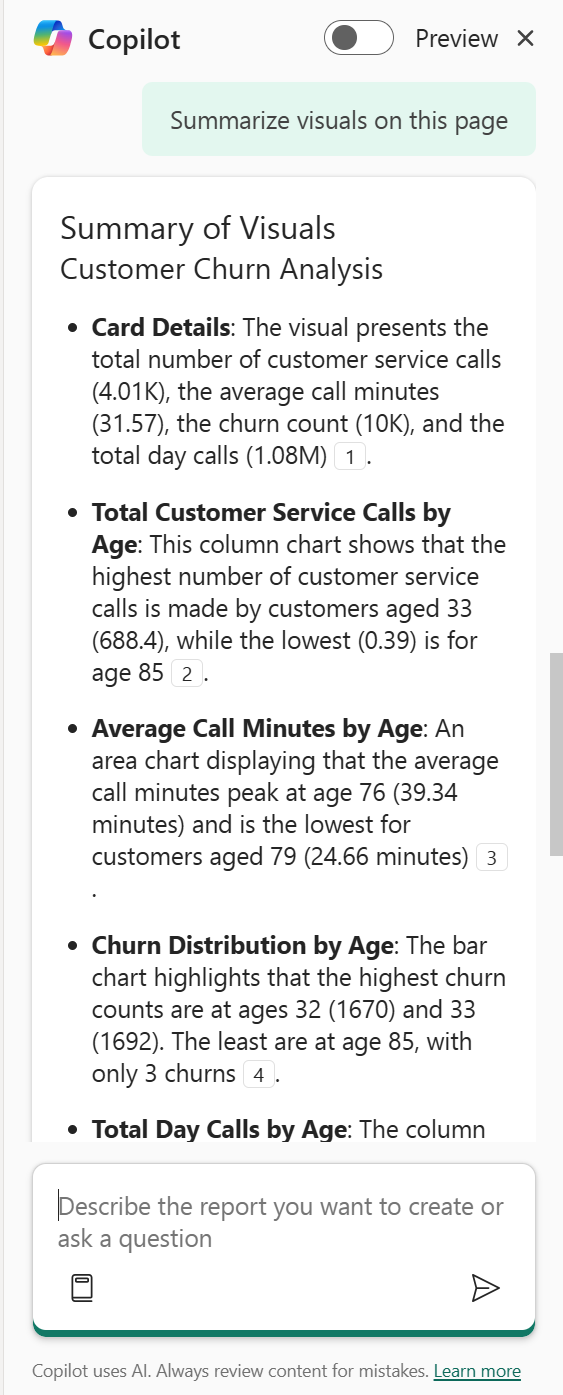 Copilot
Preview
Summarize visuals on this page
Summary of Visuals
Customer Churn Analysis
Card Details: The visual presents the
total number of customer service calls
(4.01K), the average call minutes
(31.57), the churn count (10K), and the
total day calls (1.08M) 1.
Total Customer Service Calls by
Age: This column chart shows that the
highest number of customer service
calls is made by customers aged 33
(688.4), while the lowest (0.39) is for
age 85 2.
Average Call Minutes by Age: An
area chart displaying that the average
call minutes peak at age 76 (39.34
minutes) and is the lowest for
customers aged 79 (24.66 minutes) 3
.
Churn Distribution by Age: The bar
chart highlights that the highest churn
counts are at ages 32 (1670) and 33
(1692). The least are at age 85, with
only 3 churns 4.
Total Day Calls by Age: The column
Describe the report you want to create or
ask a question
Copilot uses AI. Always review content for mistakes. Learn more